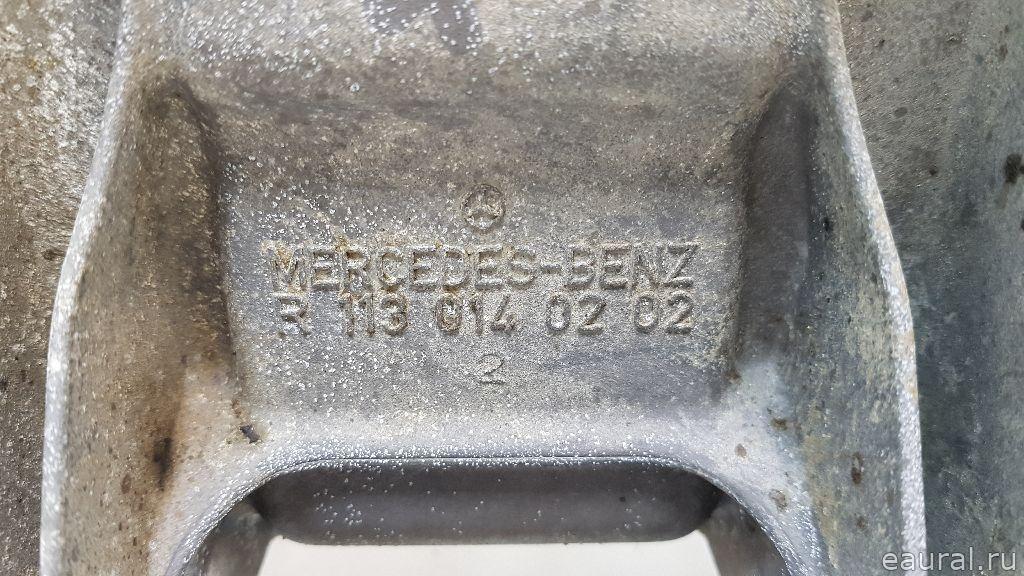 MERCEDES-BENZ
R 113 014 02 02
2
eaural.ru